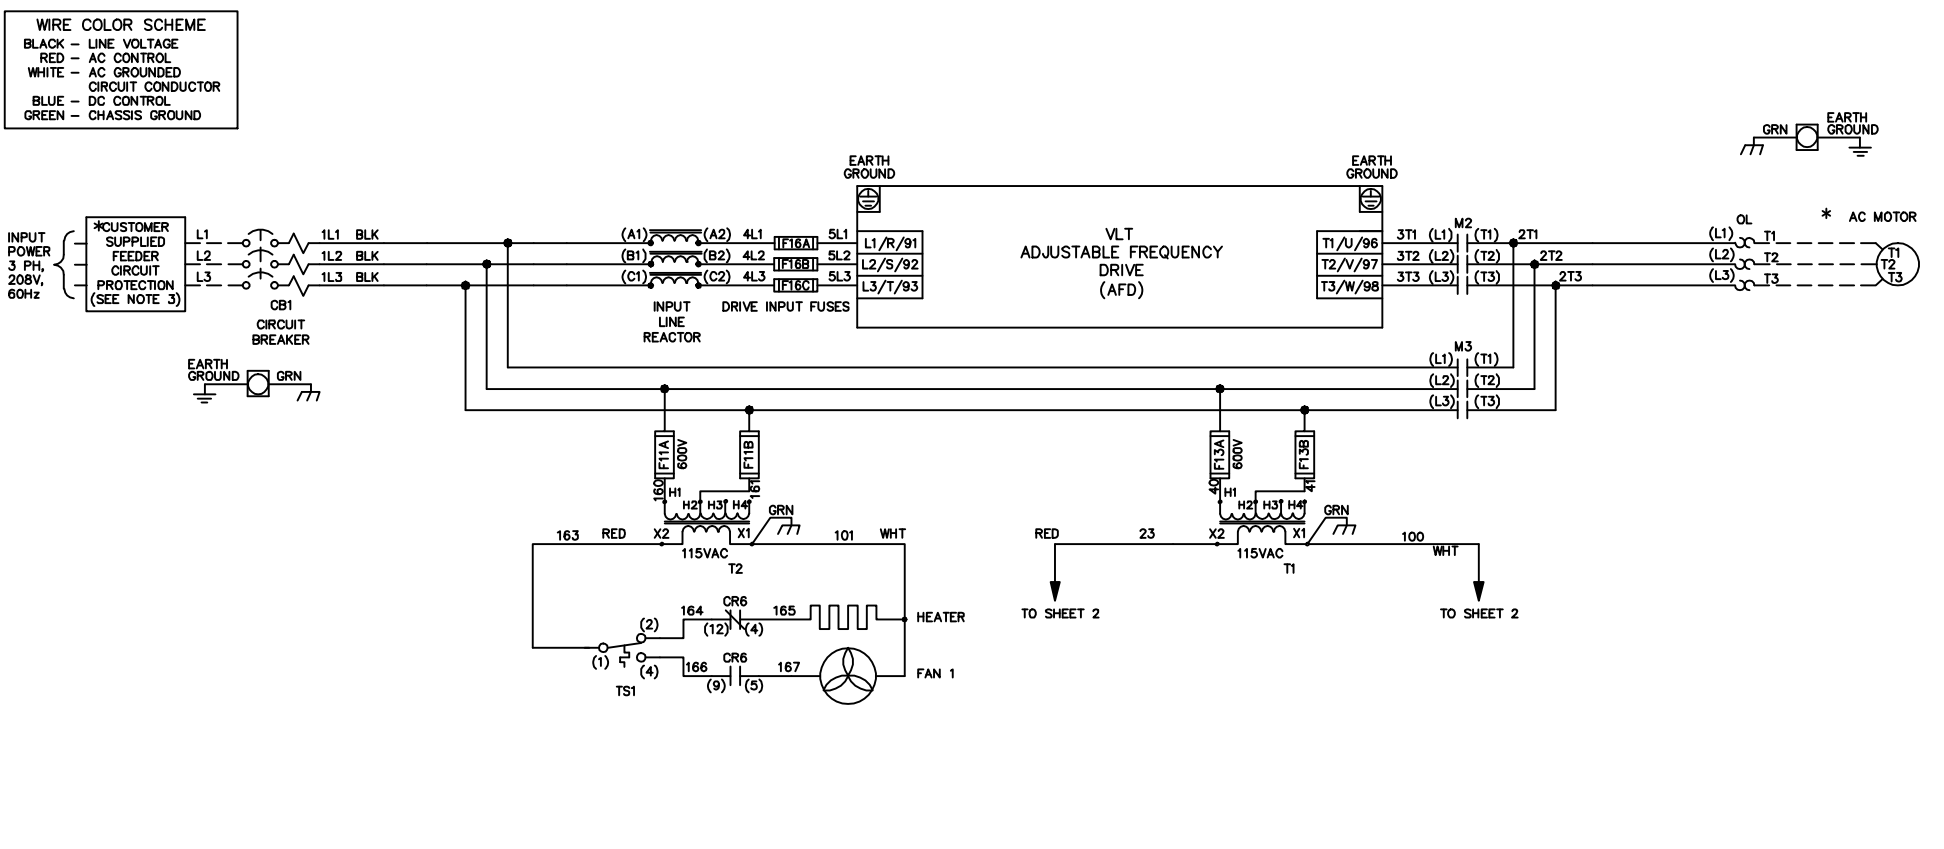 WIRE COLOR SCHEME
BLACK – LINE VOLTAGE
RED – AC CONTROL
WHITE – AC GROUNDED
CIRCUIT CONDUCTOR
BLUE – DC CONTROL
GREEN – CHASSIS GROUND
GRN
EARTH
GROUND
EARTH
GROUND
EARTH
GROUND
INPUT
POWER
3 PH,
208V,
60Hz
*CUSTOMER
SUPPLIED
FEEDER
CIRCUIT
PROTECTION
(SEE NOTE 3)
L1
L2
L3
CB1
CIRCUIT
BREAKER
1L1 BLK
1L2 BLK
1L3 BLK
(A1) (A2) 4L1 F16A 5L1 L1/R/91
(B1) (B2) 4L2 F16B 5L2 L2/S/92
(C1) (C2) 4L3 F16C 5L3 L3/T/93
INPUT
LINE
REACTOR
DRIVE INPUT FUSES
VLT
ADJUSTABLE FREQUENCY
DRIVE
(AFD)
M2
T1/U/96 3T1 (L1) (T1) 2T1
T2/V/97 3T2 (L2) (T2) 2T2
T3/W/98 3T3 (L3) (T3) 2T3
OL
(L1) T1
(L2) T2
(L3) T3
* AC MOTOR
T1
T2
T3
M3
(L1) (T1)
(L2) (T2)
(L3) (T3)
EARTH
GROUND
GRN
F11A
600V
F11B
160
161
H1
H2 H3 H4
GRN
163 RED X2 X1 101 WHT
115VAC
T2
F13A
600V
F13B
40
41
H1
H2 H3 H4
GRN
RED 23 X2 X1 100
WHT
115VAC
T1
TO SHEET 2
TO SHEET 2
CR6
164 165
(12) (4)
HEATER
(2)
(1)
(4)
TS1
CR6
166 167
(9) (5)
FAN 1